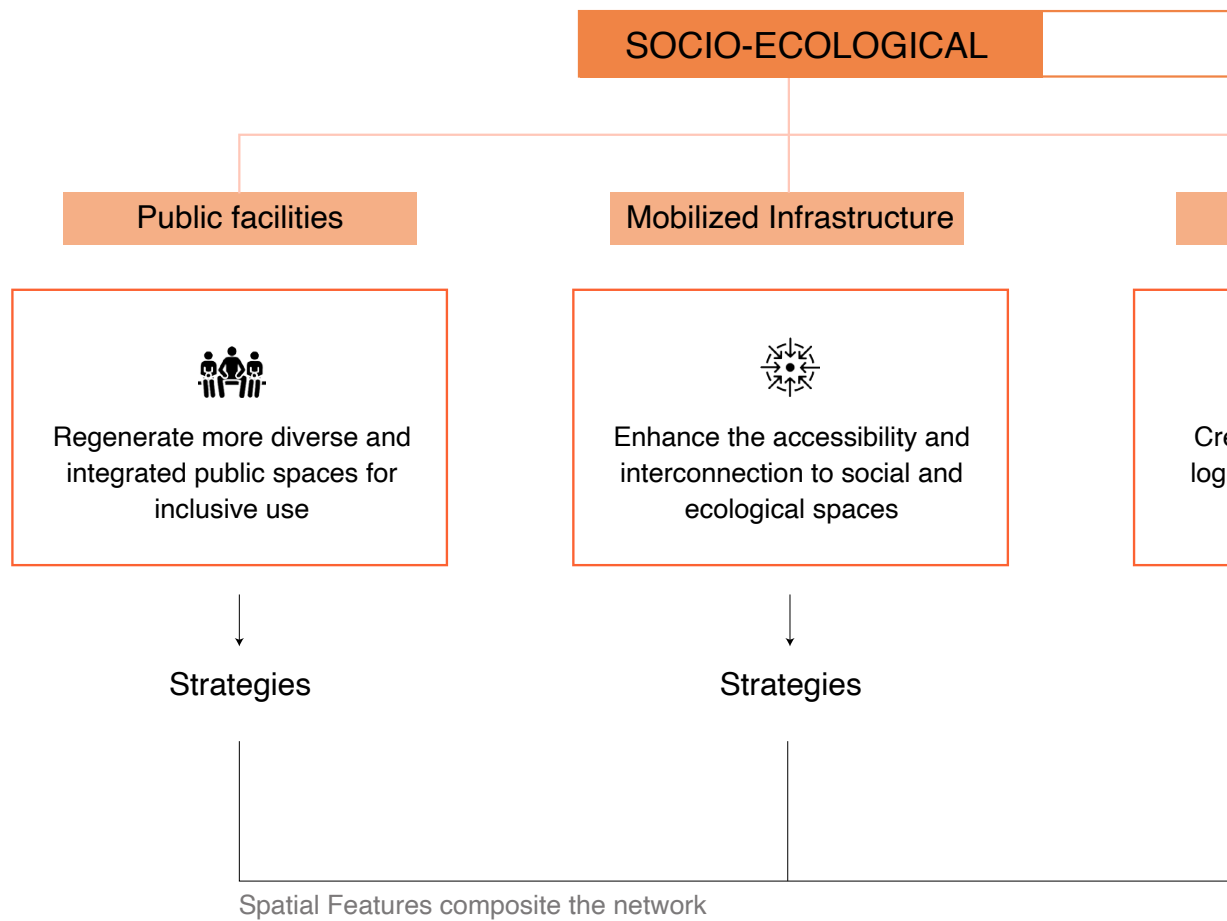 SOCIO-ECOLOGICAL
Public facilities
Mobilized Infrastructure
Regenerate more diverse and
integrated public spaces for
inclusive use
Enhance the accessibility and
interconnection to social and
ecological spaces
Strategies
Strategies
Spatial Features composite the network